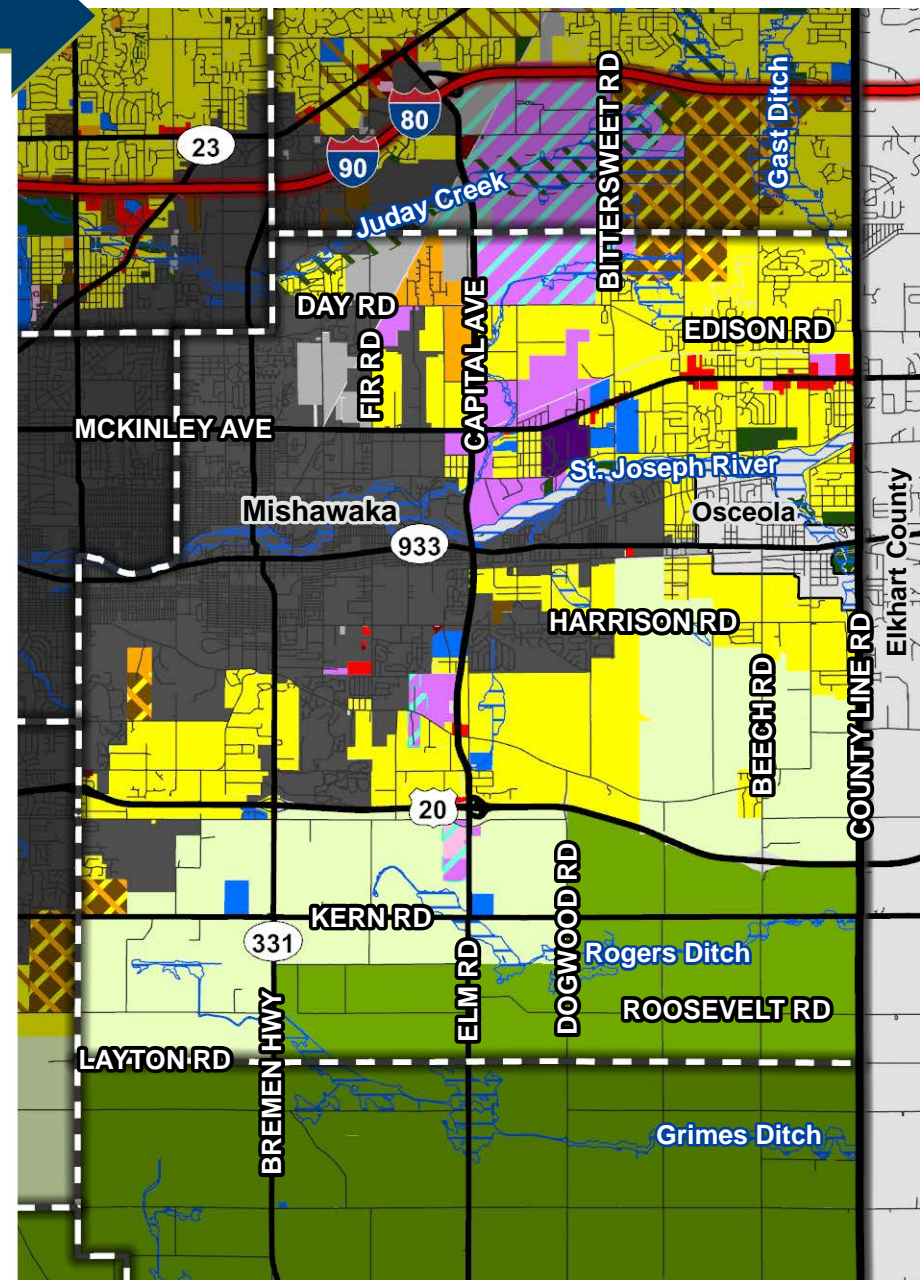 BITTERSWEET RD
Gast Ditch
80
23
90
Juday Creek
DAY RD
FIR RD
CAPITAL AVE
EDISON RD
MCKINLEY AVE
St. Joseph River
Mishawaka
Osceola
933
Elkhart County
HARRISON RD
BEECH RD
COUNTY LINE RD
20
DOGWOOD RD
KERN RD
331
Rogers Ditch
ELM RD
ROOSEVELT RD
BREMEN HWY
LAYTON RD
Grimes Ditch